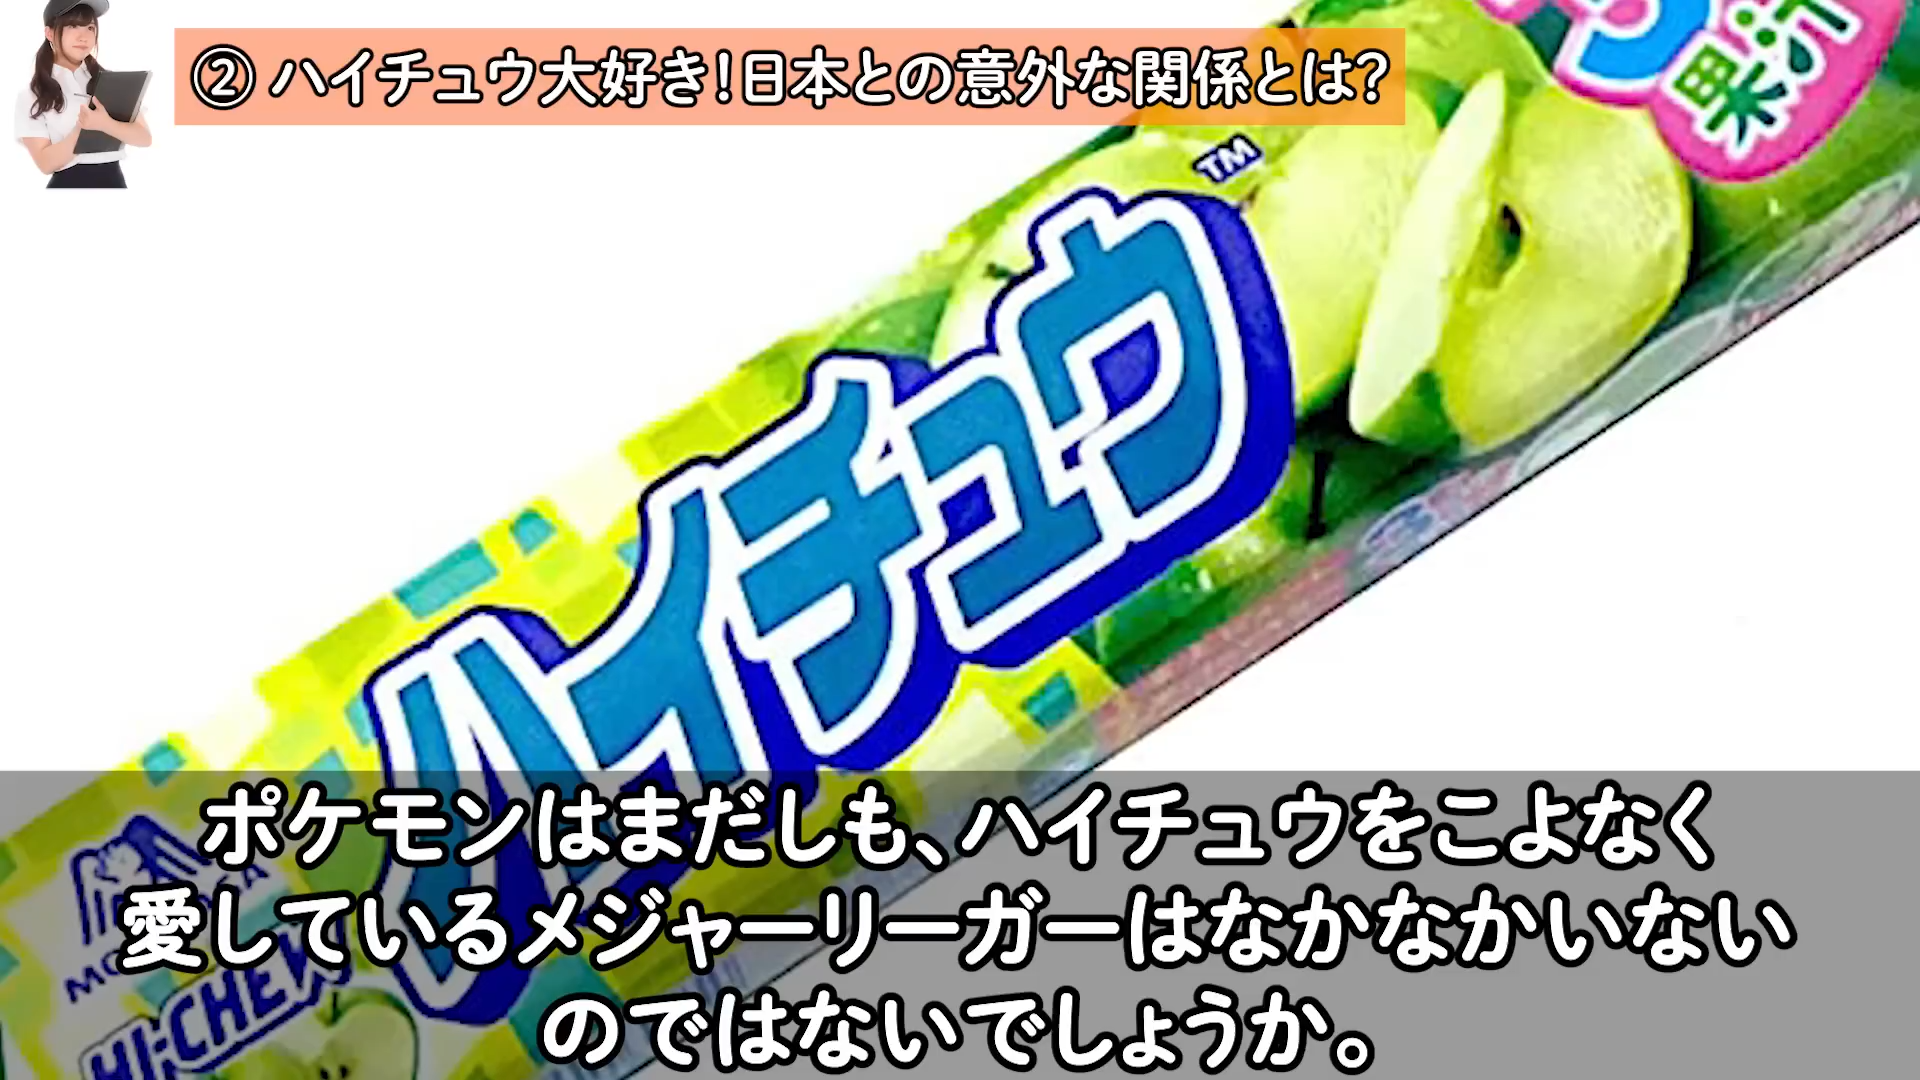 ② ハイチュウ大好き!日本との意外な関係とは?
果汁
TM
ハイチュウ
HI-CHEW
ポケモンはまだしも、ハイチュウをこよなく
愛しているメジャーリーガーはなかなかいない
のではないでしょうか。